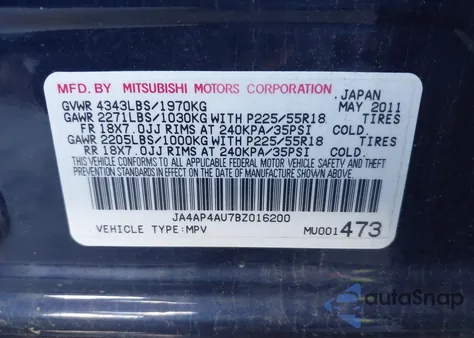 MFD. BY MITSUBISHI MOTORS CORPORATION JAPAN
GVWR 4343LBS/1970KG MAY 2011
GAWR 2271LBS/1030KG WITH P225/55R18 TIRES
FR 18X7.0JJ RIMS AT 240KPA/35PSI COLD.
GAWR 2205LBS/1000KG WITH P225/55R18 TIRES
RR 18X7.0JJ RIMS AT 240KPA/35PSI COLD.
THIS VEHICLE CONFORMS TO ALL APPLICABLE FEDERAL MOTOR VEHICLE SAFETY AND
THEFT PREVENTION STANDARDS IN EFFECT ON THE DATE OF MANUFACTURE SHOWN ABOVE.
JA4AP4AU7BZ016200
VEHICLE TYPE:MPV MU001473
autoSnap